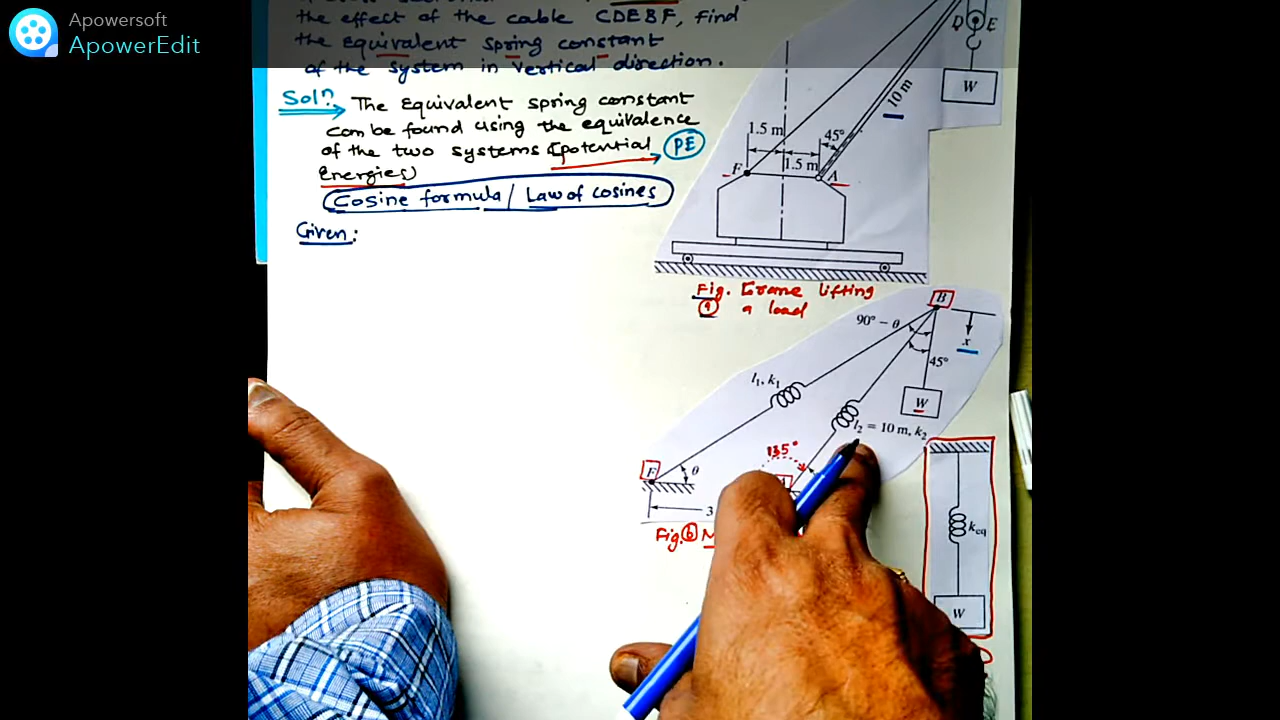 Apowersoft
ApowerEdit
the effect of the cable CDEBF, find
the equivalent spring constant
of the system in vertical direction.
Soln The equivalent spring constant
can be found using the equivalence
of the two systems (potential
energies) PE
Cosine formula / Law of cosines
Given:
D E
W
10 m
1.5 m
45°
1.5 m
F A
Fig. Crane lifting
a a load
B
90° – θ
x
45°
l1, k1
W
l2 = 10 m, k2
135°
F θ
3
Fig. b
keq
W